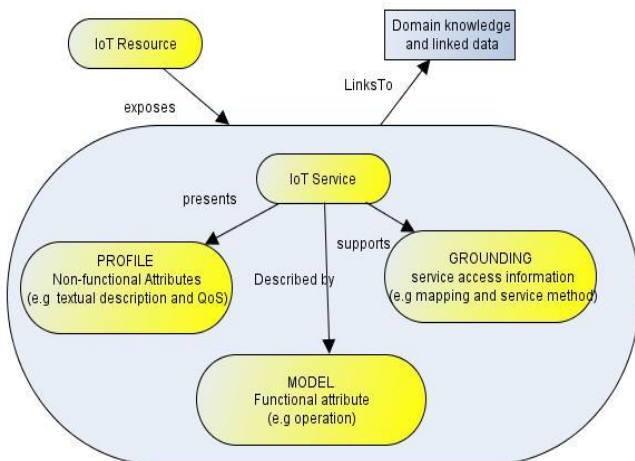 IoT Resource
Domain knowledge
and linked data
LinksTo
exposes
IoT Service
presents
supports
PROFILE
Non-functional Attributes
(e.g textual description and QoS)
Described by
GROUNDING
service access information
(e.g mapping and service method)
MODEL
Functional attribute
(e.g operation)